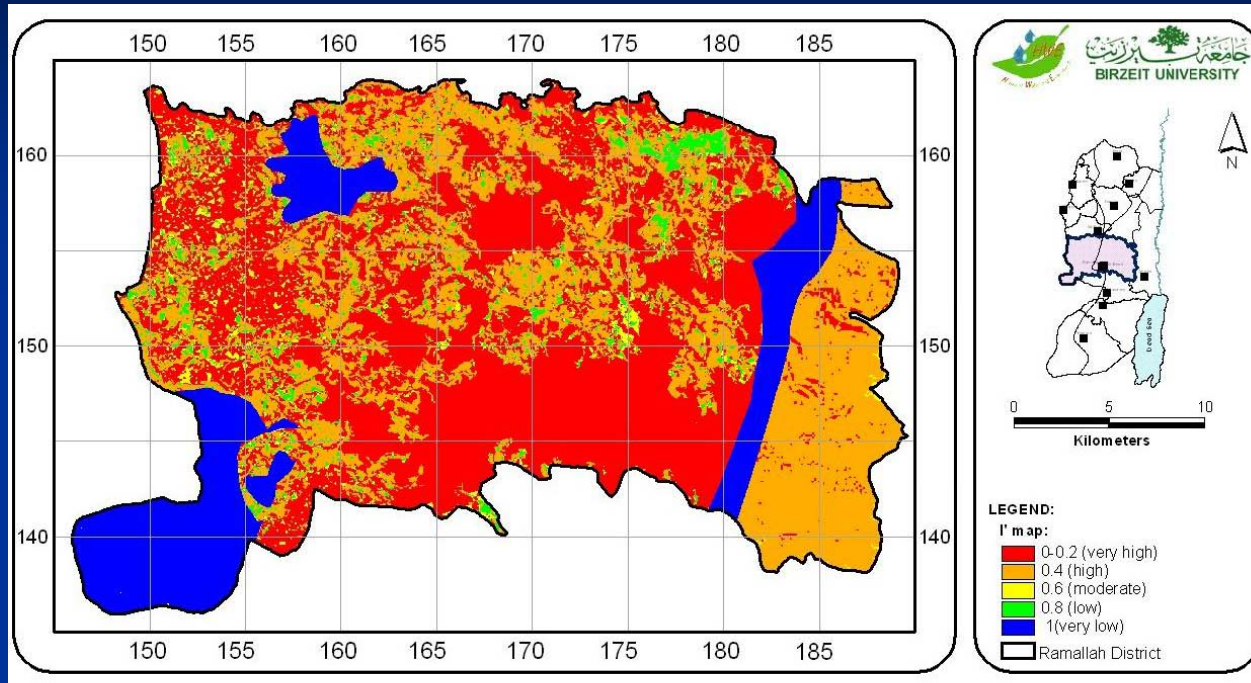 150 155 160 165 170 175 180 185
160 160
150 150
140 140
150 155 160 165 170 175 180 185
جامعة بيرزيت
BIRZEIT UNIVERSITY
N
Dead Sea
0 5 10
Kilometers
LEGEND:
I' map:
0-0.2 (very high)
0.4 (high)
0.6 (moderate)
0.8 (low)
1(very low)
Ramallah District